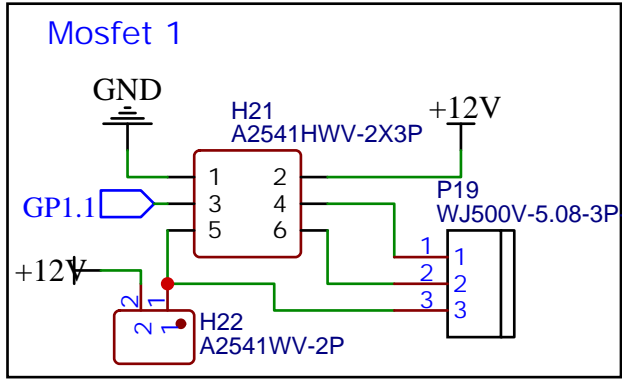 Mosfet 1
GND
H21
A2541HWV-2X3P
+12V
1 2
3 4
5 6
GP1.1
P19
WJ500V-5.08-3P
1 1
2 2
3 3
+12V
2 1
2 1
H22
A2541WV-2P